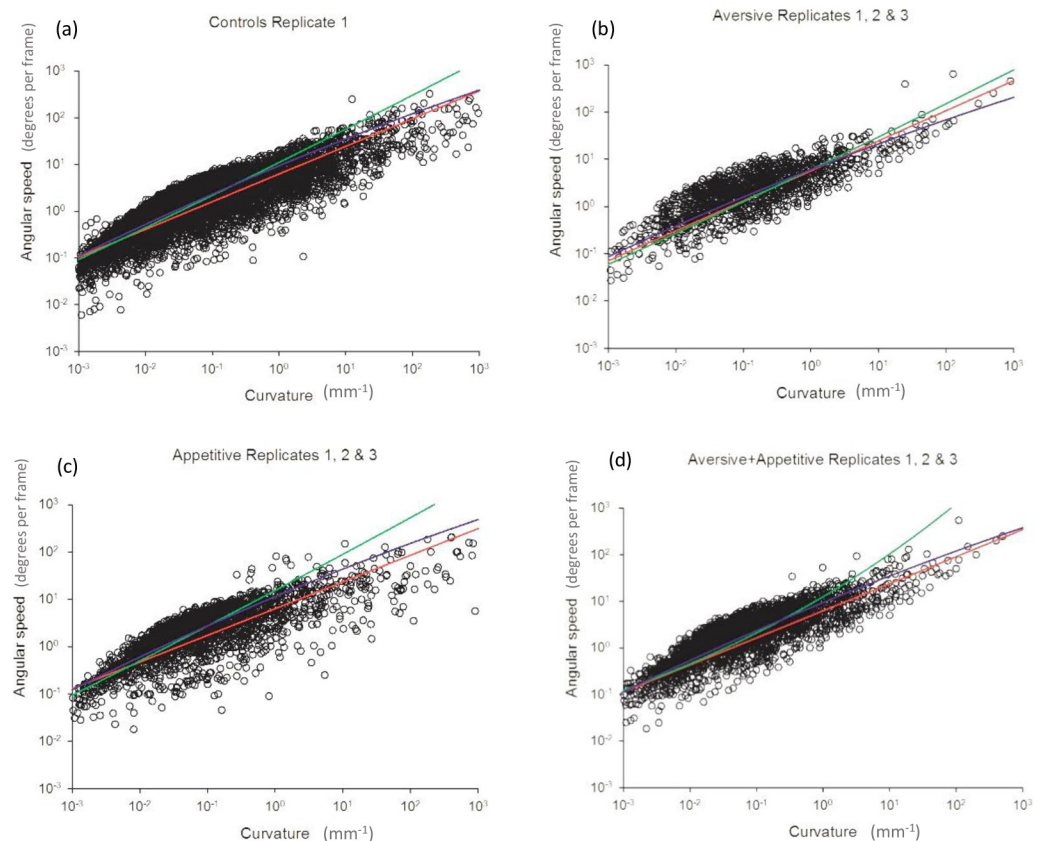 (a) Controls Replicate 1
10³
10²
10¹
10⁰
10⁻¹
10⁻²
10⁻³
Angular speed (degrees per frame)
10⁻³ 10⁻² 10⁻¹ 10⁰ 10¹ 10² 10³
Curvature (mm⁻¹)
(b) Aversive Replicates 1, 2 & 3
10³
10²
10¹
10⁰
10⁻¹
10⁻²
10⁻³
Angular speed (degrees per frame)
10⁻³ 10⁻² 10⁻¹ 10⁰ 10¹ 10² 10³
Curvature (mm⁻¹)
(c) Appetitive Replicates 1, 2 & 3
10³
10²
10¹
10⁰
10⁻¹
10⁻²
10⁻³
Angular speed (degrees per frame)
10⁻³ 10⁻² 10⁻¹ 10⁰ 10¹ 10² 10³
Curvature (mm⁻¹)
(d) Aversive+Appetitive Replicates 1, 2 & 3
10³
10²
10¹
10⁰
10⁻¹
10⁻²
10⁻³
Angular speed (degrees per frame)
10⁻³ 10⁻² 10⁻¹ 10⁰ 10¹ 10² 10³
Curvature (mm⁻¹)